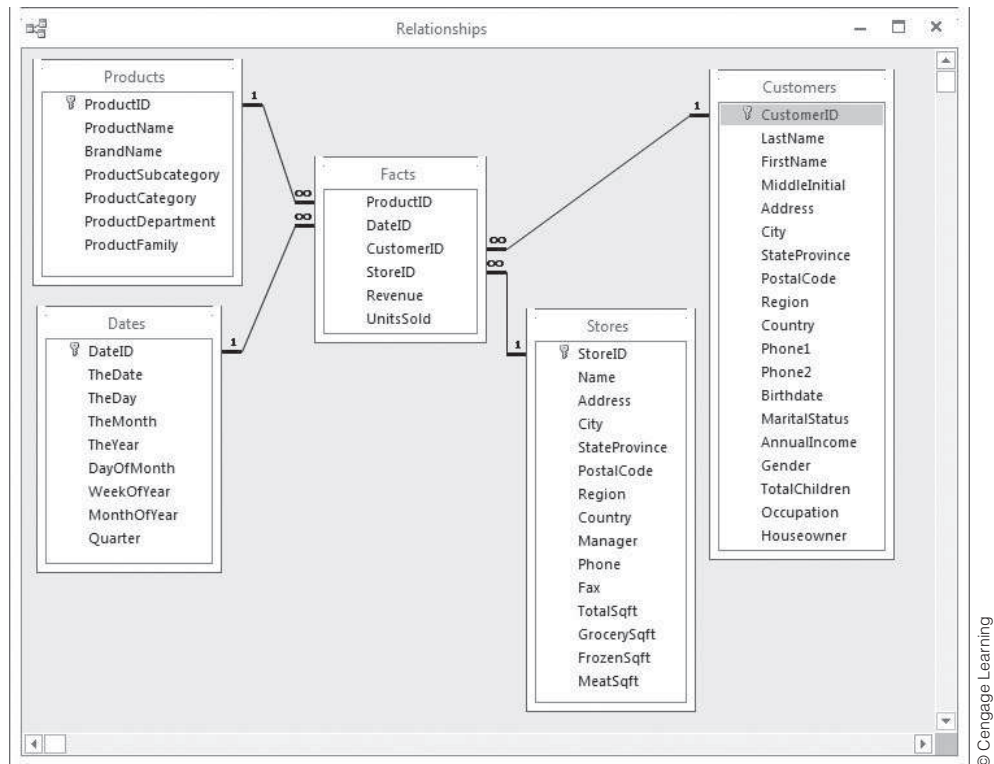 Relationships
Products
ProductID
ProductName
BrandName
ProductSubcategory
ProductCategory
ProductDepartment
ProductFamily
1
Dates
DateID
TheDate
TheDay
TheMonth
TheYear
DayOfMonth
WeekOfYear
MonthOfYear
Quarter
1
Facts
ProductID
DateID
CustomerID
StoreID
Revenue
UnitsSold
∞
∞
∞
∞
Stores
1
StoreID
Name
Address
City
StateProvince
PostalCode
Region
Country
Manager
Phone
Fax
TotalSqft
GrocerySqft
FrozenSqft
MeatSqft
Customers
1
CustomerID
LastName
FirstName
MiddleInitial
Address
City
StateProvince
PostalCode
Region
Country
Phone1
Phone2
Birthdate
MaritalStatus
AnnualIncome
Gender
TotalChildren
Occupation
Houseowner
© Cengage Learning